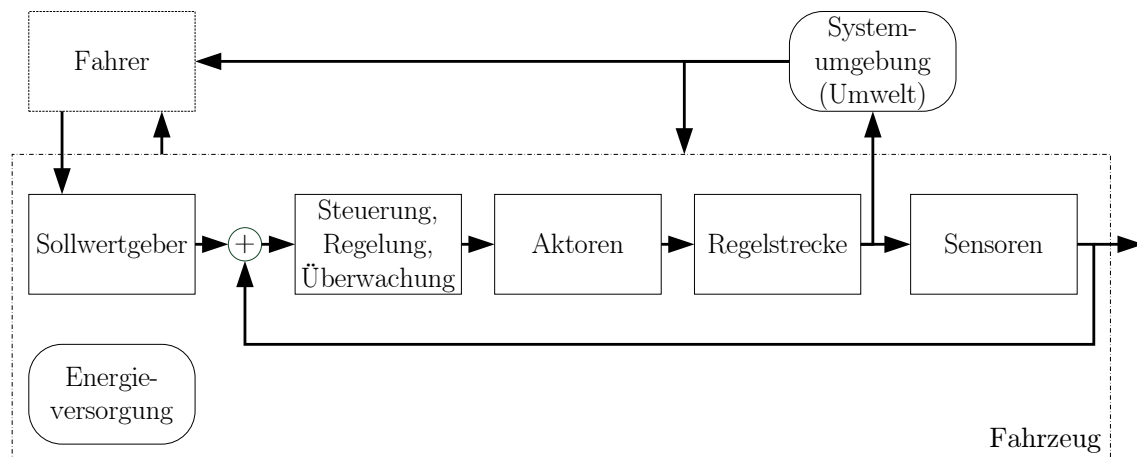 Fahrer
System-
umgebung
(Umwelt)
Sollwertgeber
+
Steuerung,
Regelung,
Überwachung
Aktoren
Regelstrecke
Sensoren
Energie-
versorgung
Fahrzeug